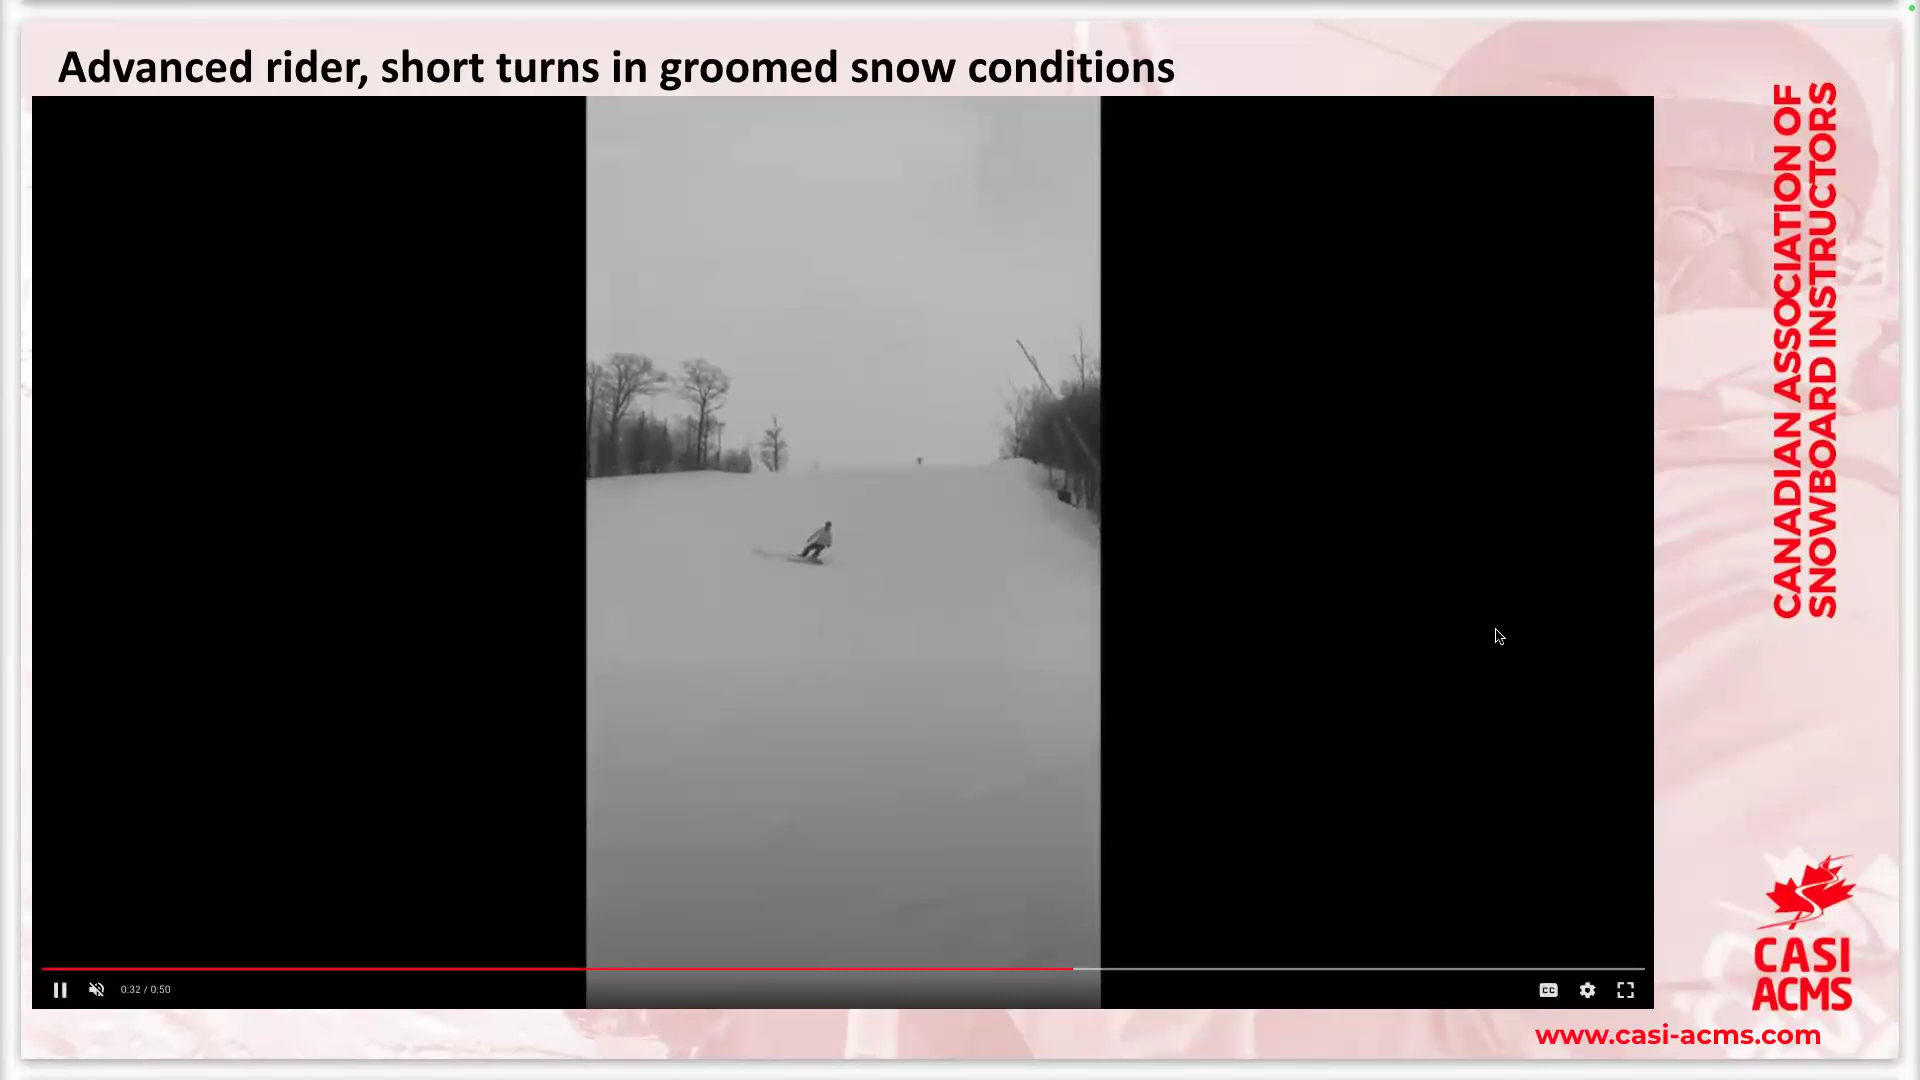 Advanced rider, short turns in groomed snow conditions
CANADIAN ASSOCIATION OF
SNOWBOARD INSTRUCTORS
0:32 / 0:50
CC
CASI
ACMS
www.casi-acms.com